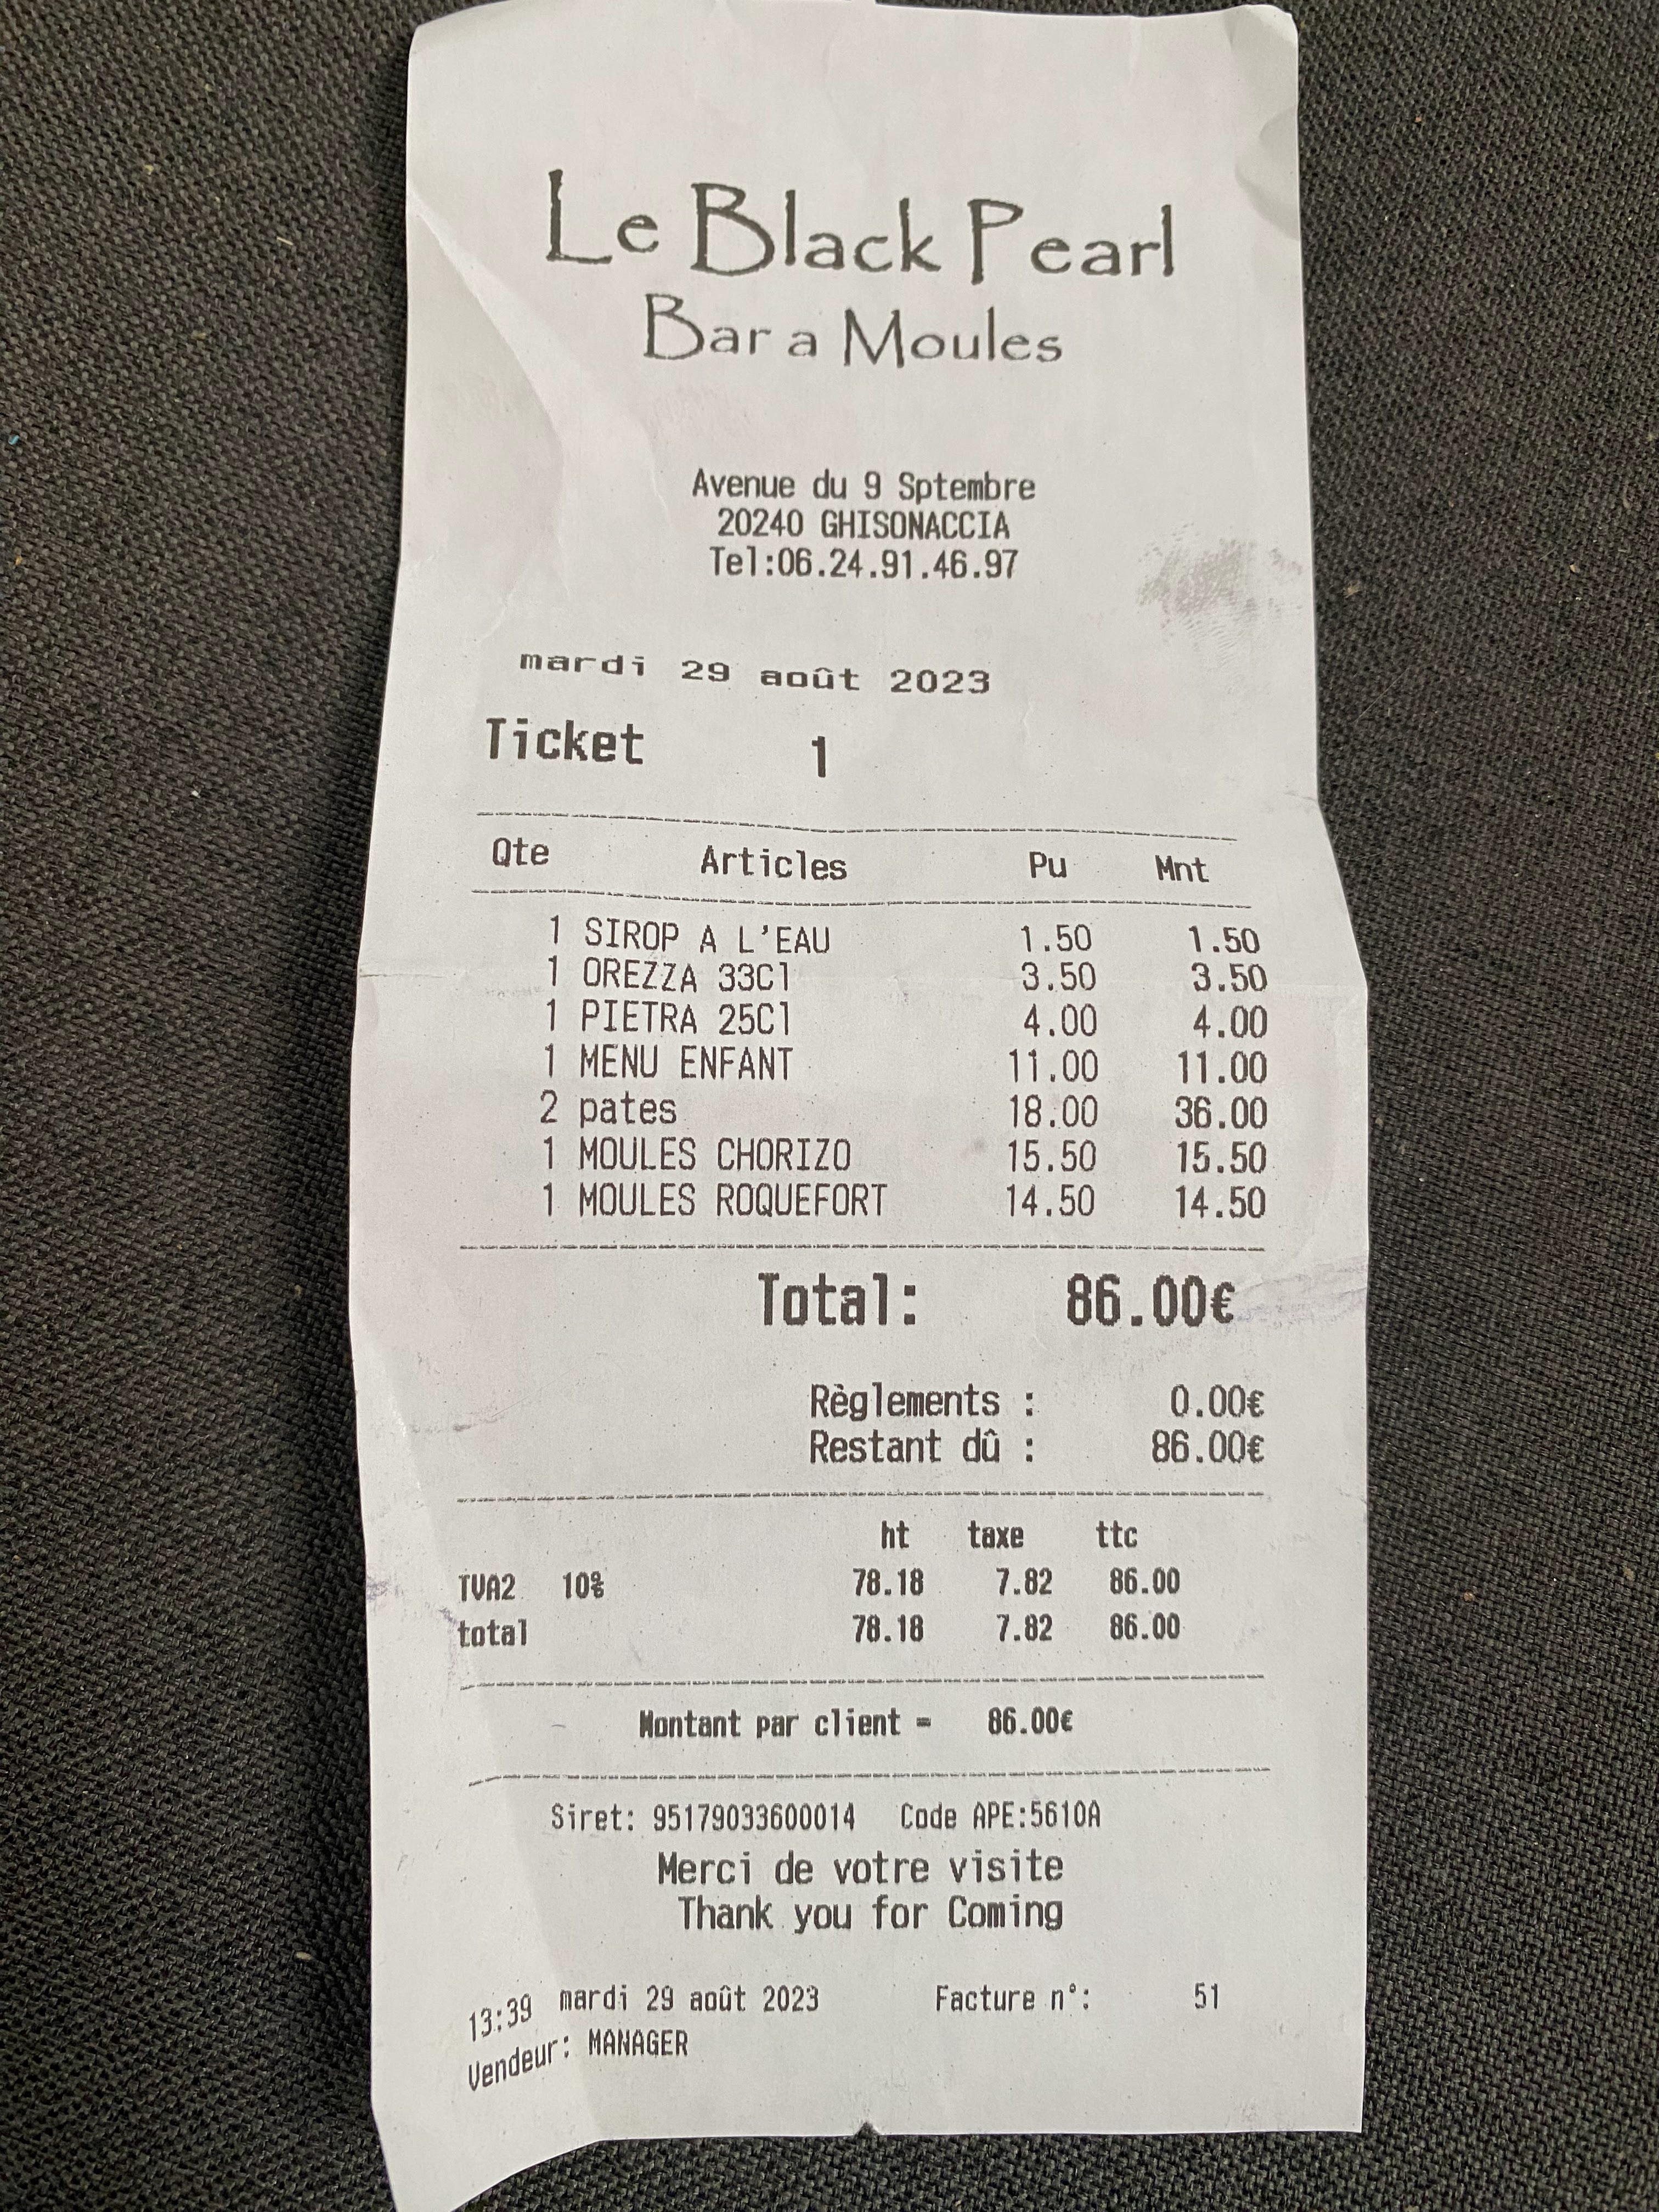 Le Black Pearl
Bar a Moules
Avenue du 9 Sptembre
20240 GHISONACCIA
Tel:06.24.91.46.97
mardi 29 août 2023
Ticket 1
Qte Articles Pu Mnt
1 SIROP A L'EAU 1.50 1.50
1 OREZZA 33Cl 3.50 3.50
1 PIETRA 25Cl 4.00 4.00
1 MENU ENFANT 11.00 11.00
2 pates 18.00 36.00
1 MOULES CHORIZO 15.50 15.50
1 MOULES ROQUEFORT 14.50 14.50
Total: 86.00€
Règlements : 0.00€
Restant dû : 86.00€
ht taxe ttc
TVA2 10% 78.18 7.82 86.00
total 78.18 7.82 86.00
Montant par client = 86.00€
Siret: 95179033600014 Code APE:5610A
Merci de votre visite
Thank you for Coming
13:39 mardi 29 août 2023 Facture n°: 51
Vendeur: MANAGER